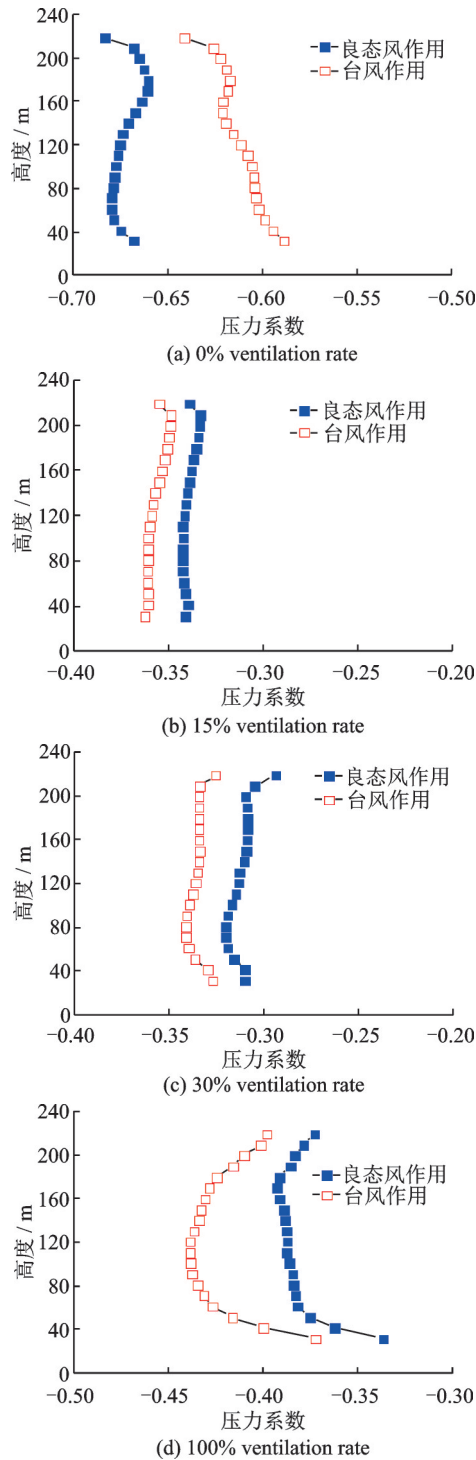 240
良态风作用
200
台风作用
160
高度 / m
120
80
40
0
−0.70 −0.65 −0.60 −0.55 −0.50
压力系数
(a) 0% ventilation rate
240
良态风作用
200
台风作用
160
高度 / m
120
80
40
0
−0.40 −0.35 −0.30 −0.25 −0.20
压力系数
(b) 15% ventilation rate
240
良态风作用
200
台风作用
160
高度 / m
120
80
40
0
−0.40 −0.35 −0.30 −0.25 −0.20
压力系数
(c) 30% ventilation rate
240
良态风作用
200
台风作用
160
高度 / m
120
80
40
0
−0.50 −0.45 −0.40 −0.35 −0.30
压力系数
(d) 100% ventilation rate